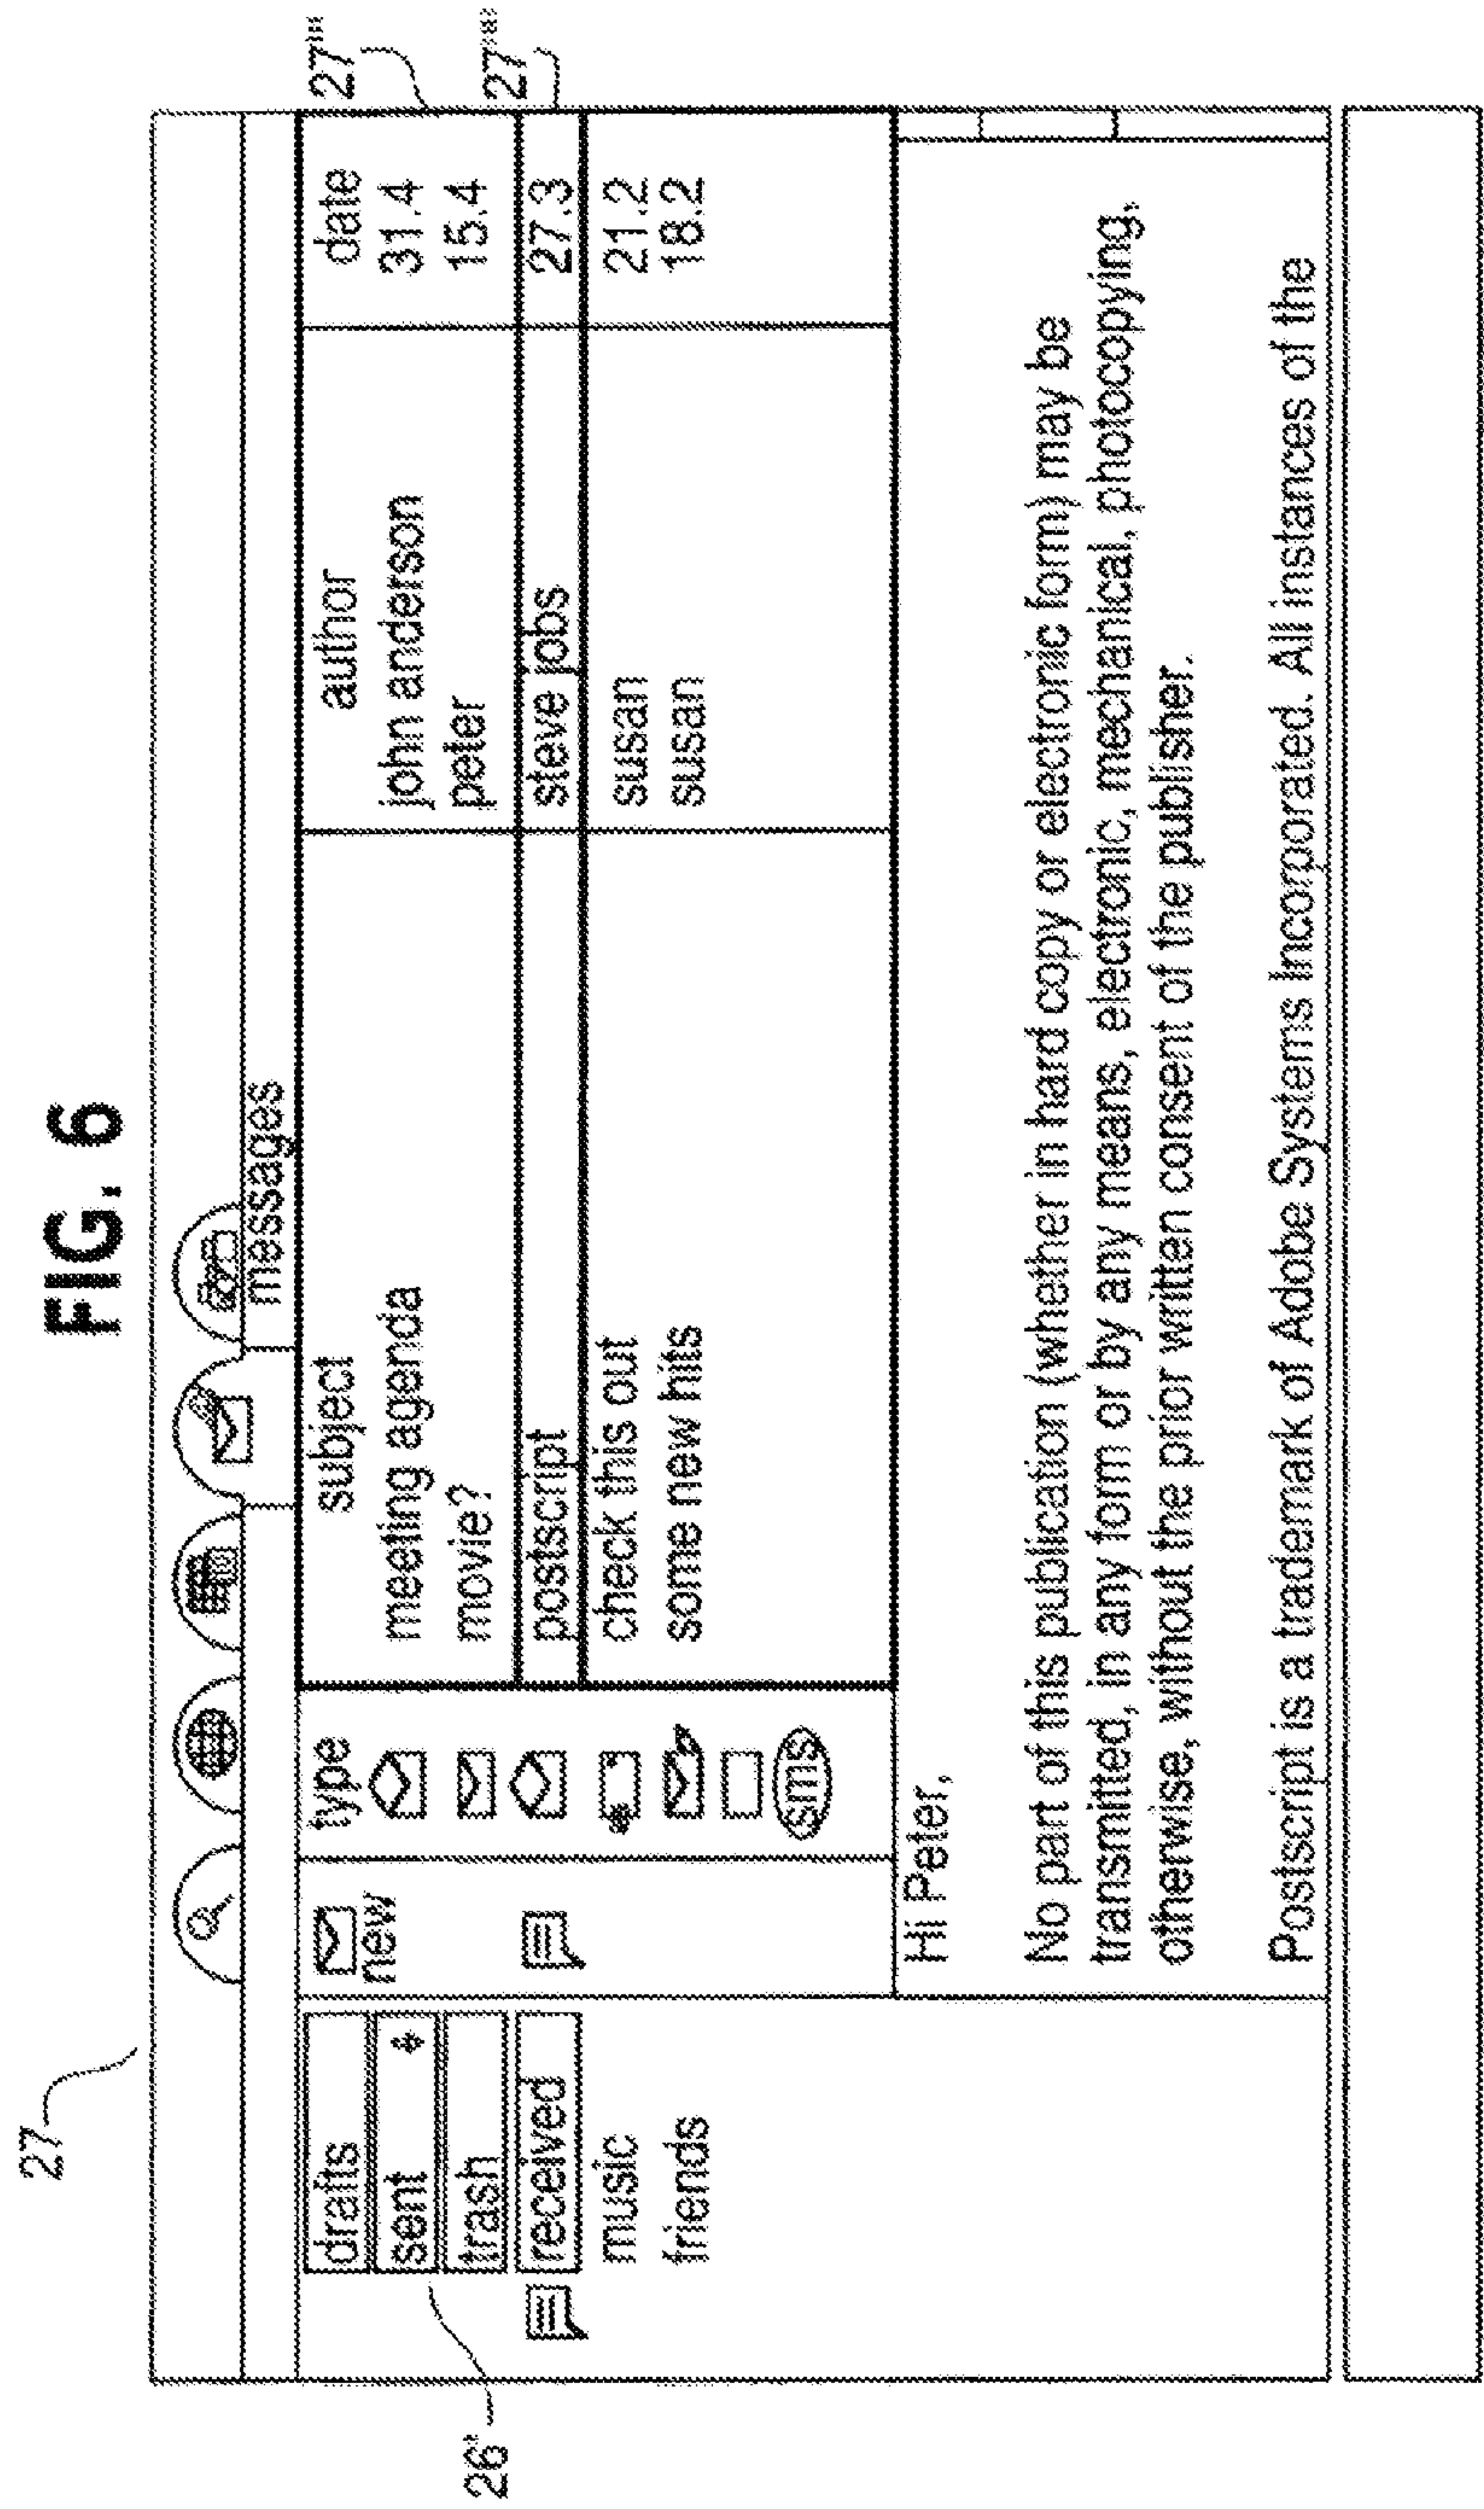 FIG. 6
27
messages
drafts
sent
trash
received
music
friends
26'
new
type
sms
subject author date
meeting agenda john anderson 31.4
movie? peter 15.4
postscript steve jobs 27.3
check this out susan 21.2
some new hits susan 18.2
27'''
27''''
Hi Peter,
No part of this publication (whether in hard copy or electronic form) may be
transmitted, in any form or by any means, electronic, mechanical, photocopying,
otherwise, without the prior written consent of the publisher.
Postscript is a trademark of Adobe Systems Incorporated. All instances of the